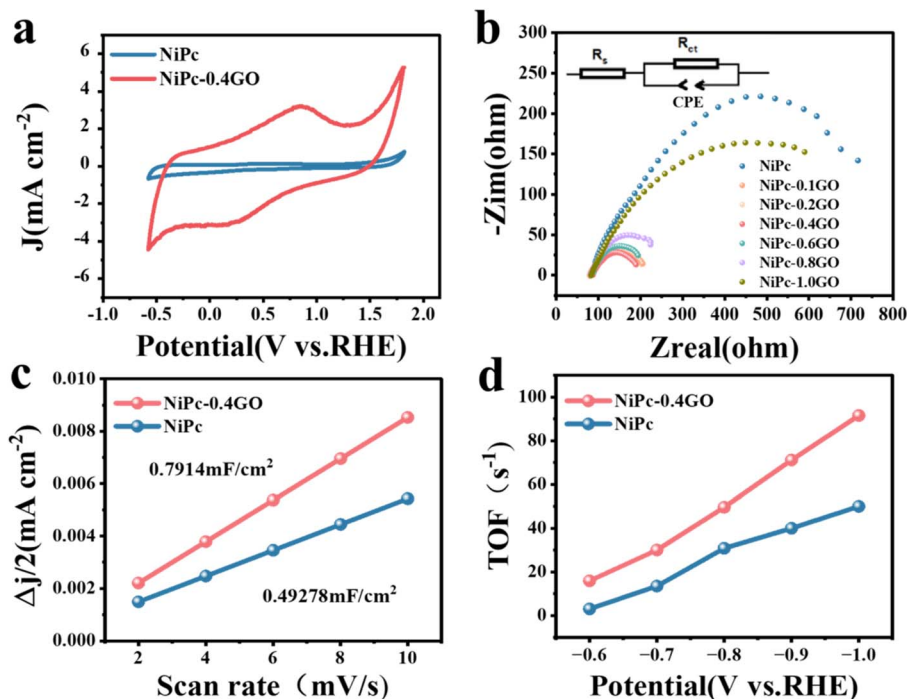 a
NiPc
NiPc-0.4GO
J(mA cm⁻²)
6
4
2
0
-2
-4
-6
-1.0 -0.5 0.0 0.5 1.0 1.5 2.0
Potential(V vs.RHE)
b
Rs
Rct
CPE
-Zim(ohm)
300
250
200
150
100
50
0
NiPc
NiPc-0.1GO
NiPc-0.2GO
NiPc-0.4GO
NiPc-0.6GO
NiPc-0.8GO
NiPc-1.0GO
0 100 200 300 400 500 600 700 800
Zreal(ohm)
c
NiPc-0.4GO
NiPc
0.7914mF/cm²
0.49278mF/cm²
Δj/2(mA cm⁻²)
0.010
0.008
0.006
0.004
0.002
0.000
2 4 6 8 10
Scan rate（mV/s）
d
NiPc-0.4GO
NiPc
TOF（s⁻¹）
100
80
60
40
20
0
−0.6 −0.7 −0.8 −0.9 −1.0
Potential(V vs.RHE)